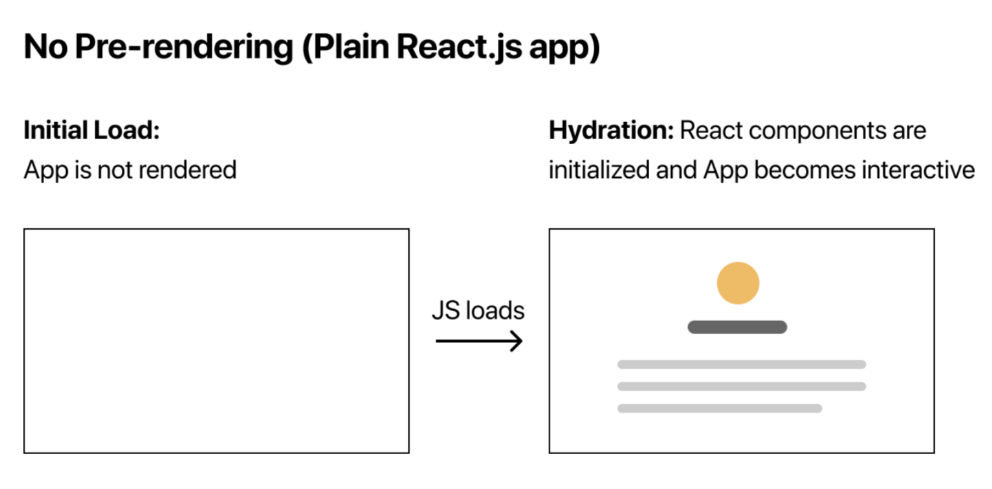 No Pre-rendering (Plain React.js app)
Initial Load:
App is not rendered
Hydration: React components are
initialized and App becomes interactive
JS loads